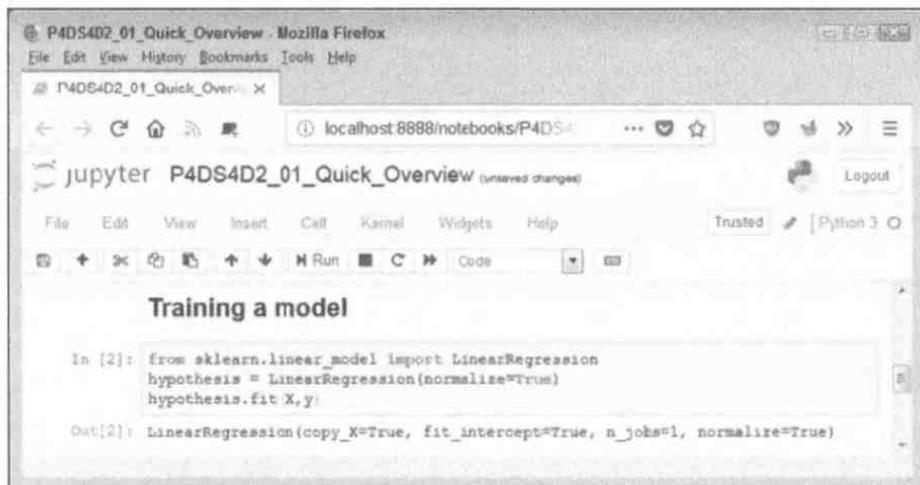 P4DS4D2_01_Quick_Overview - Mozilla Firefox
File Edit View History Bookmarks Tools Help
P4DS4D2_01_Quick_Over
localhost:8888/notebooks/P4DS4
jupyter P4DS4D2_01_Quick_Overview (unsaved changes)
Logout
File Edit View Insert Cell Kernel Widgets Help
Trusted
Python 3
Run
Code
Training a model
In [2]: from sklearn.linear_model import LinearRegression
hypothesis = LinearRegression(normalize=True)
hypothesis.fit(X,y)
Out[2]: LinearRegression(copy_X=True, fit_intercept=True, n_jobs=1, normalize=True)